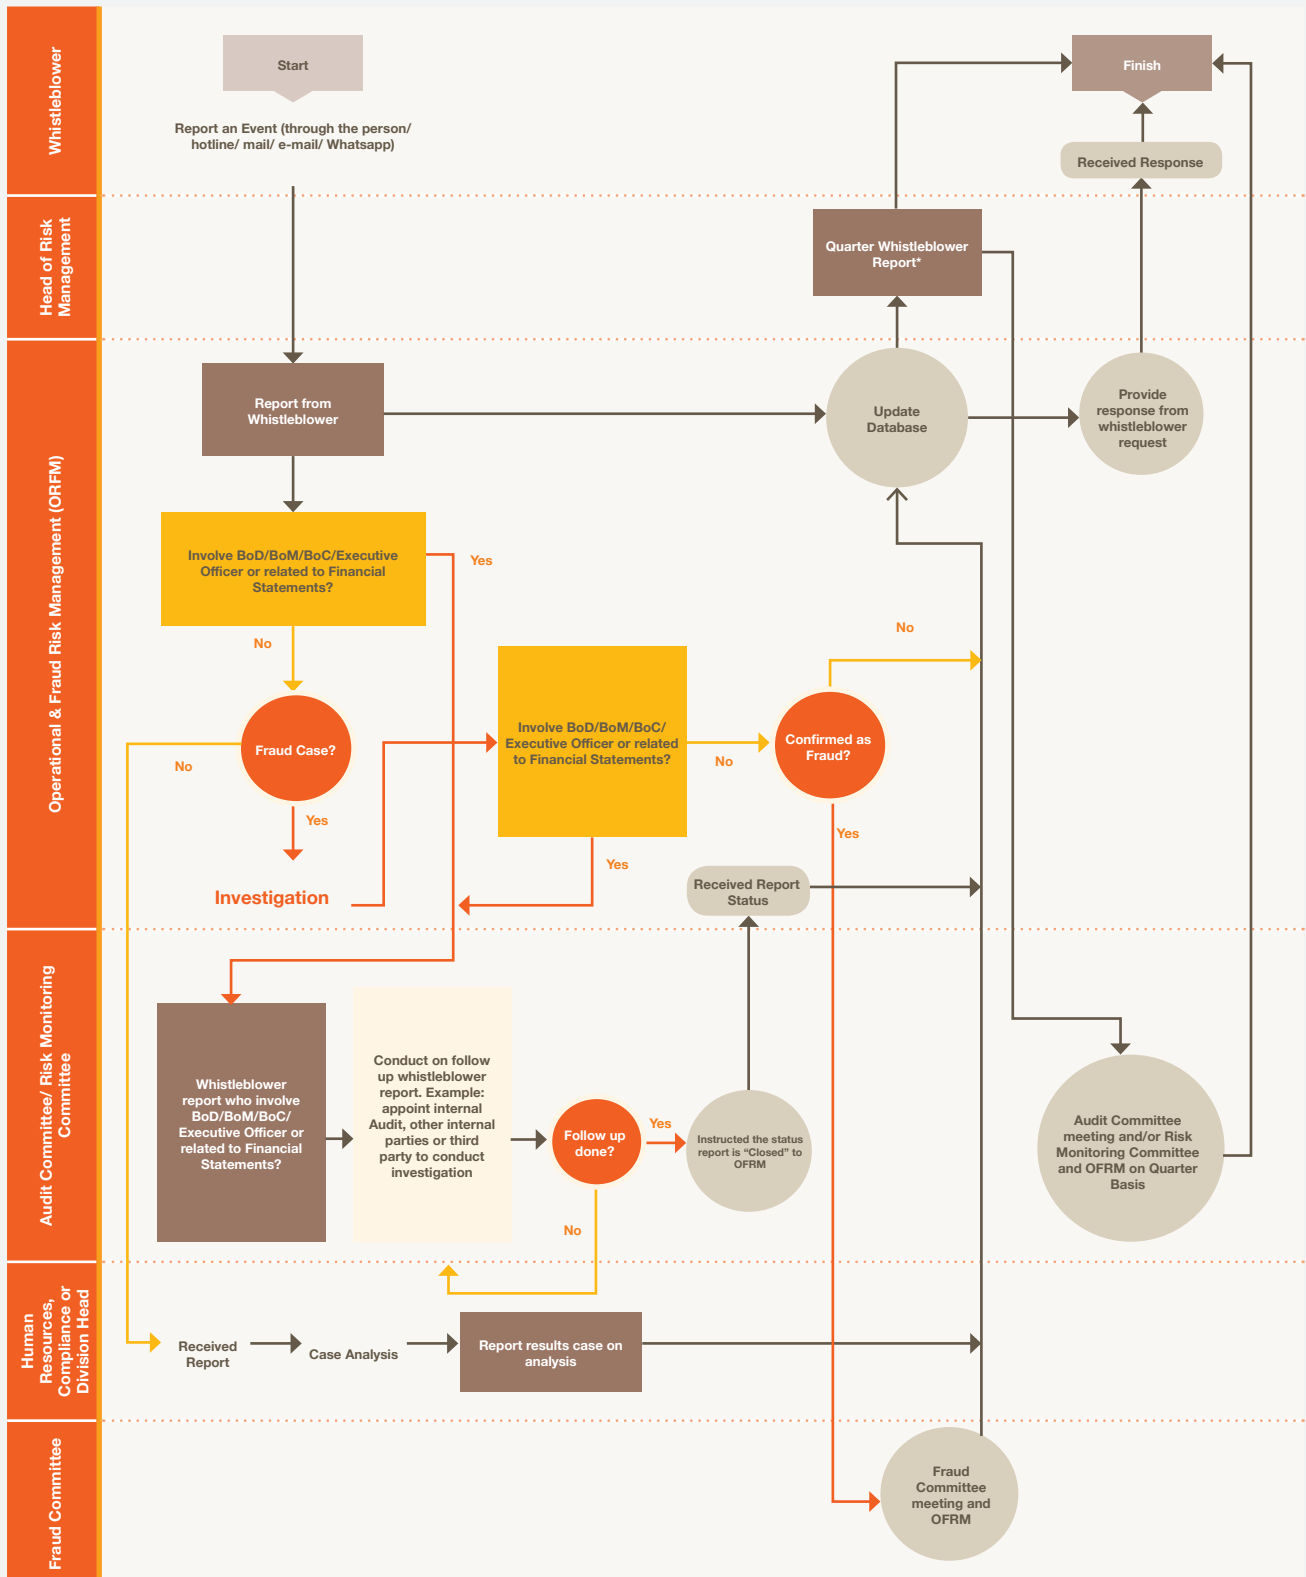 Whistleblower
Start
Report an Event (through the person/
hotline/ mail/ e-mail/ Whatsapp)
Finish
Received Response
Head of Risk
Management
Quarter Whistleblower
Report*
Operational & Fraud Risk Management (ORFM)
Report from
Whistleblower
Update
Database
Provide
response from
whistleblower
request
Involve BoD/BoM/BoC/Executive
Officer or related to Financial
Statements?
Yes
No
Fraud Case?
No
Yes
Investigation
Involve BoD/BoM/BoC/
Executive Officer or related
to Financial Statements?
No
Yes
Confirmed as
Fraud?
No
Yes
Received Report
Status
Audit Committee/ Risk Monitoring
Committee
Whistleblower
report who involve
BoD/BoM/BoC/
Executive Officer or
related to Financial
Statements?
Conduct on follow
up whistleblower
report. Example:
appoint internal
Audit, other internal
parties or third
party to conduct
investigation
Follow up
done?
Yes
No
Instructed the status
report is “Closed” to
OFRM
Audit Committee
meeting and/or Risk
Monitoring Committee
and OFRM on Quarter
Basis
Human
Resources,
Compliance or
Division Head
Received
Report
Case Analysis
Report results case on
analysis
Fraud Committee
Fraud
Committee
meeting and
OFRM